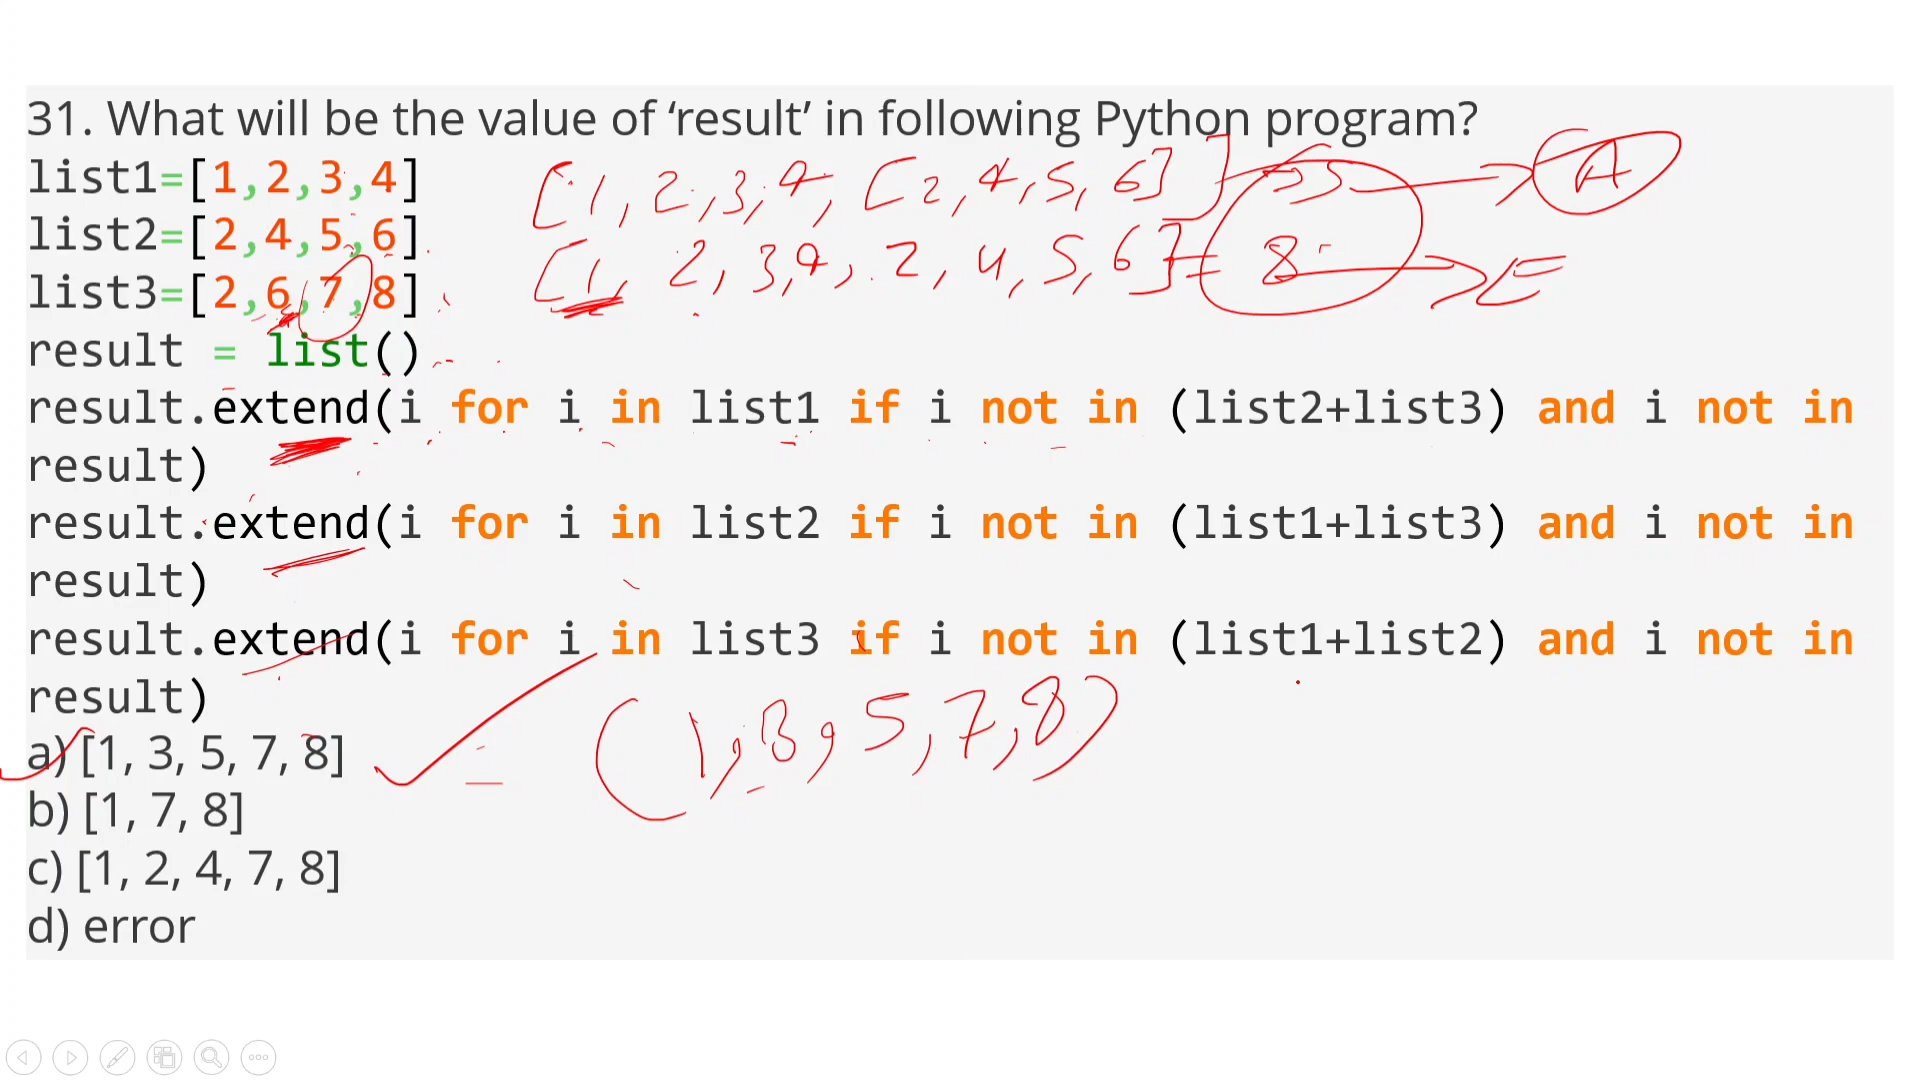 31. What will be the value of ‘result’ in following Python program?
list1=[1,2,3,4]
[1, 2, 3, 4, [2, 4, 5, 6]] → 5 → A
list2=[2,4,5,6]
[1, 2, 3, 4, 2, 4, 5, 6] = 8 → E
list3=[2,6,7,8]
result = list()
result.extend(i for i in list1 if i not in (list2+list3) and i not in
result)
result.extend(i for i in list2 if i not in (list1+list3) and i not in
result)
result.extend(i for i in list3 if i not in (list1+list2) and i not in
result)
(1, 3, 5, 7, 8)
a) [1, 3, 5, 7, 8]
b) [1, 7, 8]
c) [1, 2, 4, 7, 8]
d) error